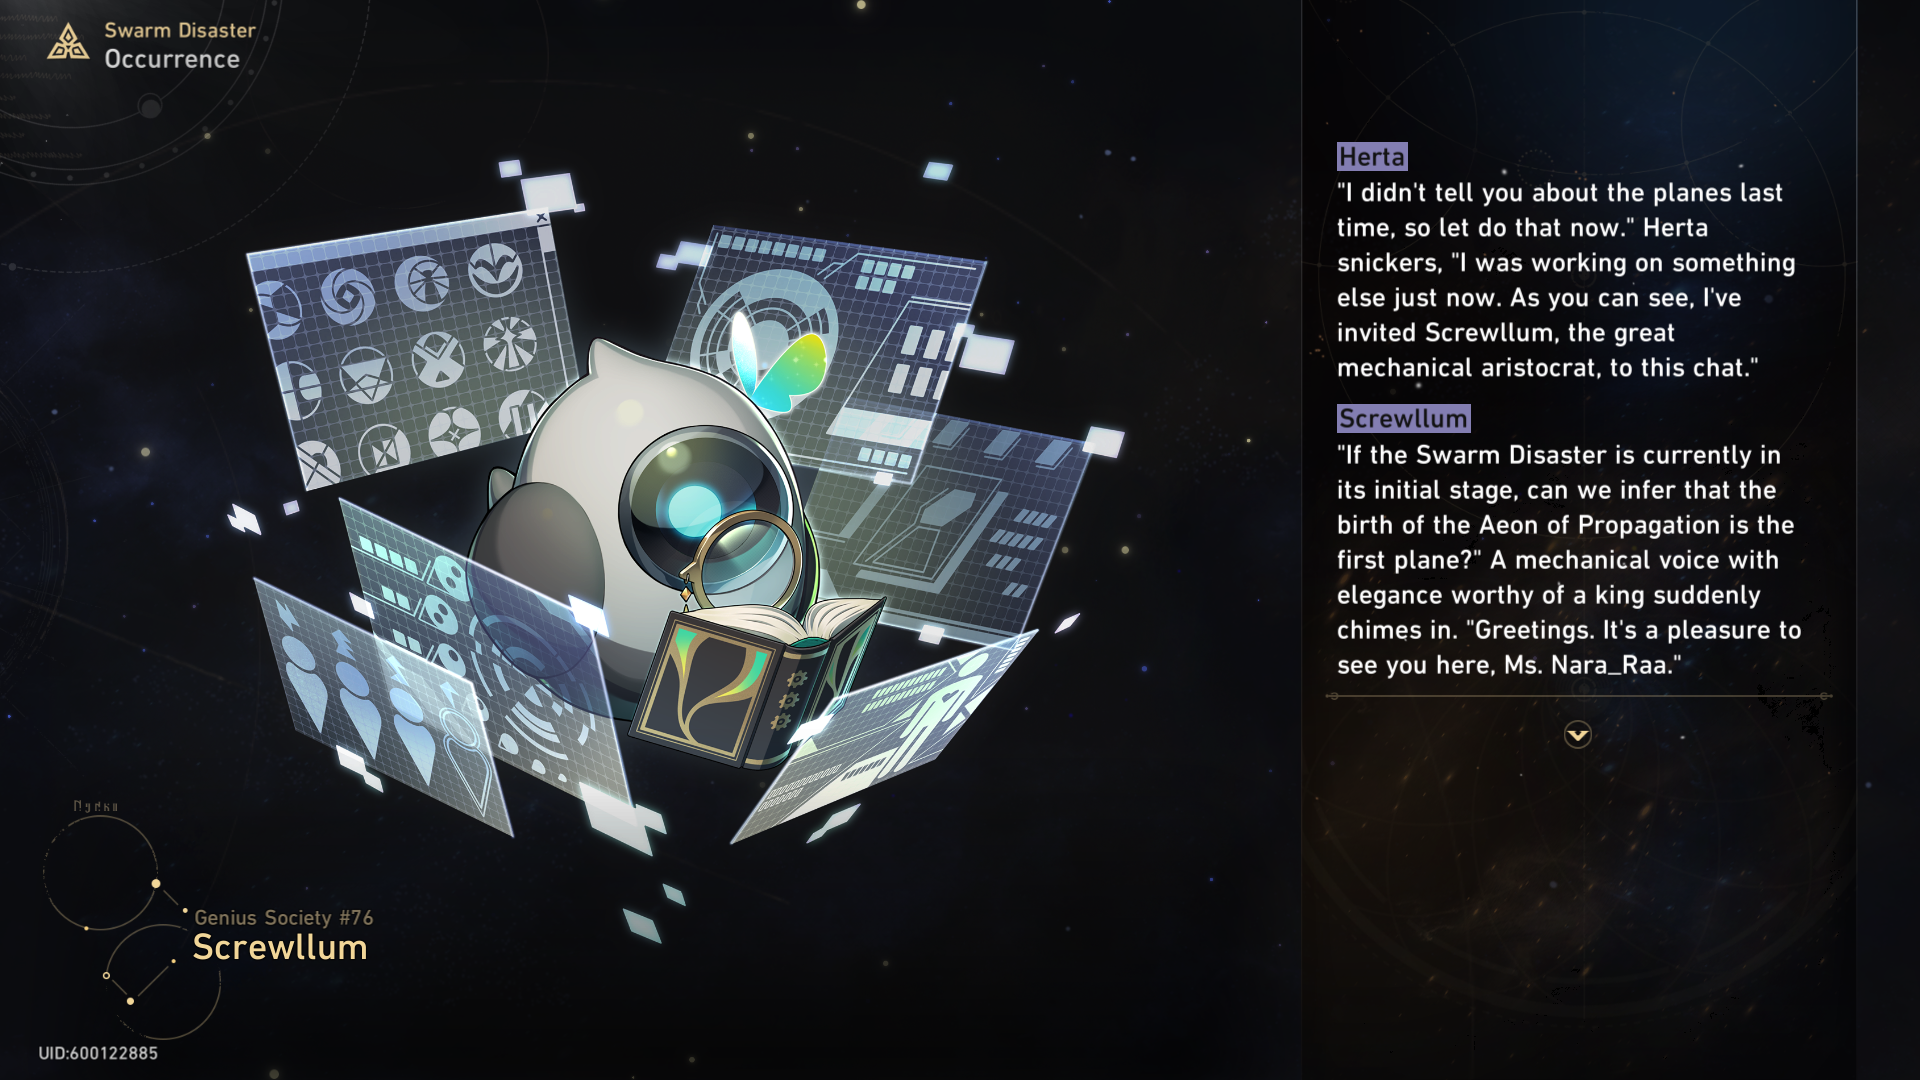 Swarm Disaster
Occurrence
Herta
"I didn't tell you about the planes last
time, so let do that now." Herta
snickers, "I was working on something
else just now. As you can see, I've
invited Screwllum, the great
mechanical aristocrat, to this chat."
Screwllum
"If the Swarm Disaster is currently in
its initial stage, can we infer that the
birth of the Aeon of Propagation is the
first plane?" A mechanical voice with
elegance worthy of a king suddenly
chimes in. "Greetings. It's a pleasure to
see you here, Ms. Nara_Raa."
Genius Society #76
Screwllum
UID:600122885